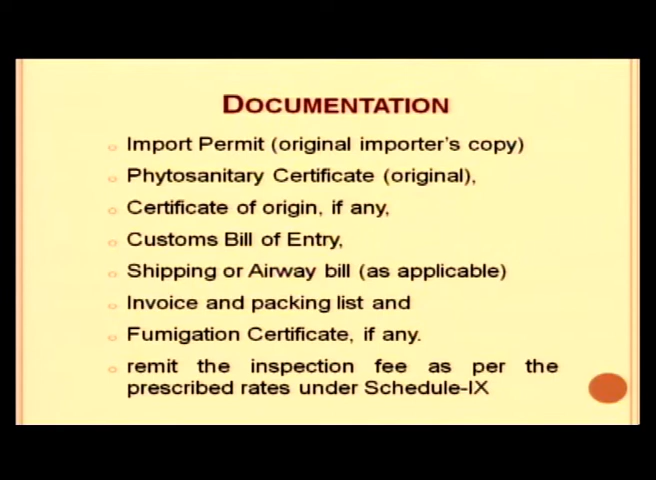 DOCUMENTATION
Import Permit (original importer's copy)
Phytosanitary Certificate (original),
Certificate of origin, if any,
Customs Bill of Entry,
Shipping or Airway bill (as applicable)
Invoice and packing list and
Fumigation Certificate, if any.
remit the inspection fee as per the
prescribed rates under Schedule-IX